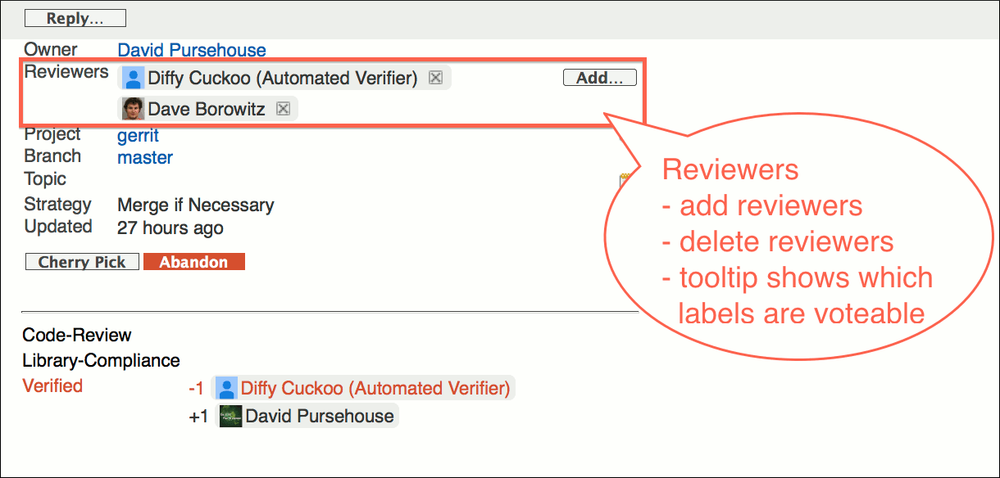 Reply...
Owner David Pursehouse
Reviewers Diffy Cuckoo (Automated Verifier) Add...
Dave Borowitz
Project gerrit
Branch master
Topic
Strategy Merge if Necessary
Updated 27 hours ago
Cherry Pick Abandon
Reviewers
- add reviewers
- delete reviewers
- tooltip shows which
labels are voteable
Code-Review
Library-Compliance
Verified -1 Diffy Cuckoo (Automated Verifier)
+1 David Pursehouse